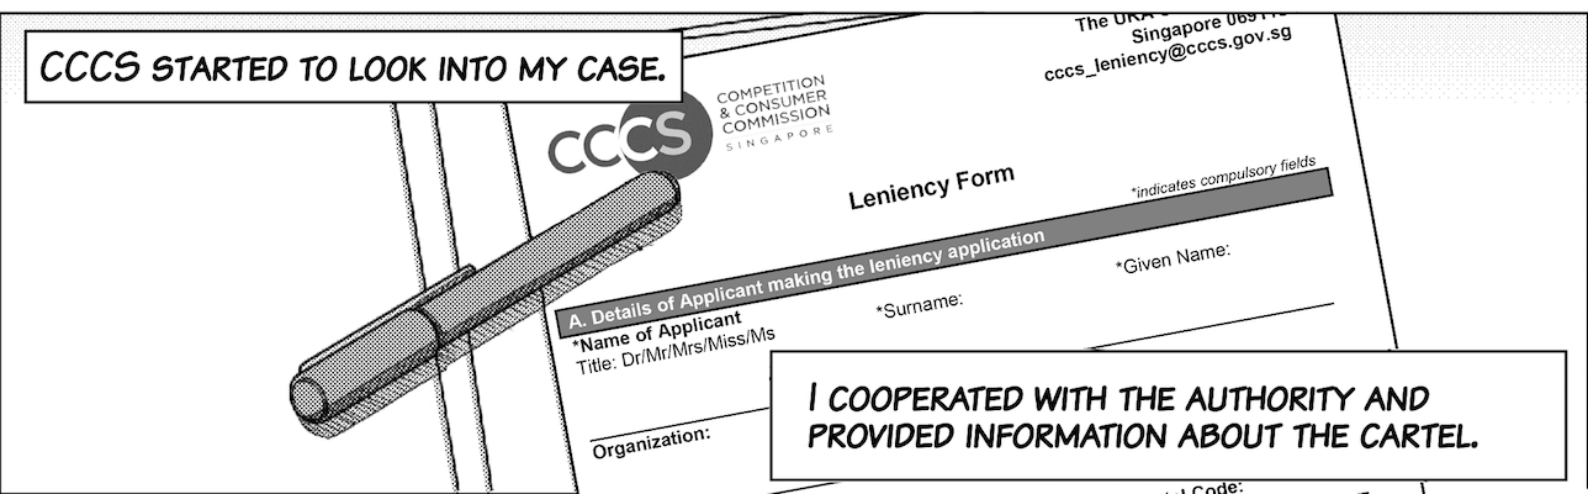 CCCS STARTED TO LOOK INTO MY CASE.
The
Singapore
cccs_leniency@cccs.gov.sg
CCCS
COMPETITION
& CONSUMER
COMMISSION
SINGAPORE
Leniency Form
*indicates compulsory fields
A. Details of Applicant making the leniency application
*Name of Applicant
Title: Dr/Mr/Mrs/Miss/Ms
*Surname:
*Given Name:
Organization:
I COOPERATED WITH THE AUTHORITY AND
PROVIDED INFORMATION ABOUT THE CARTEL.
Code: